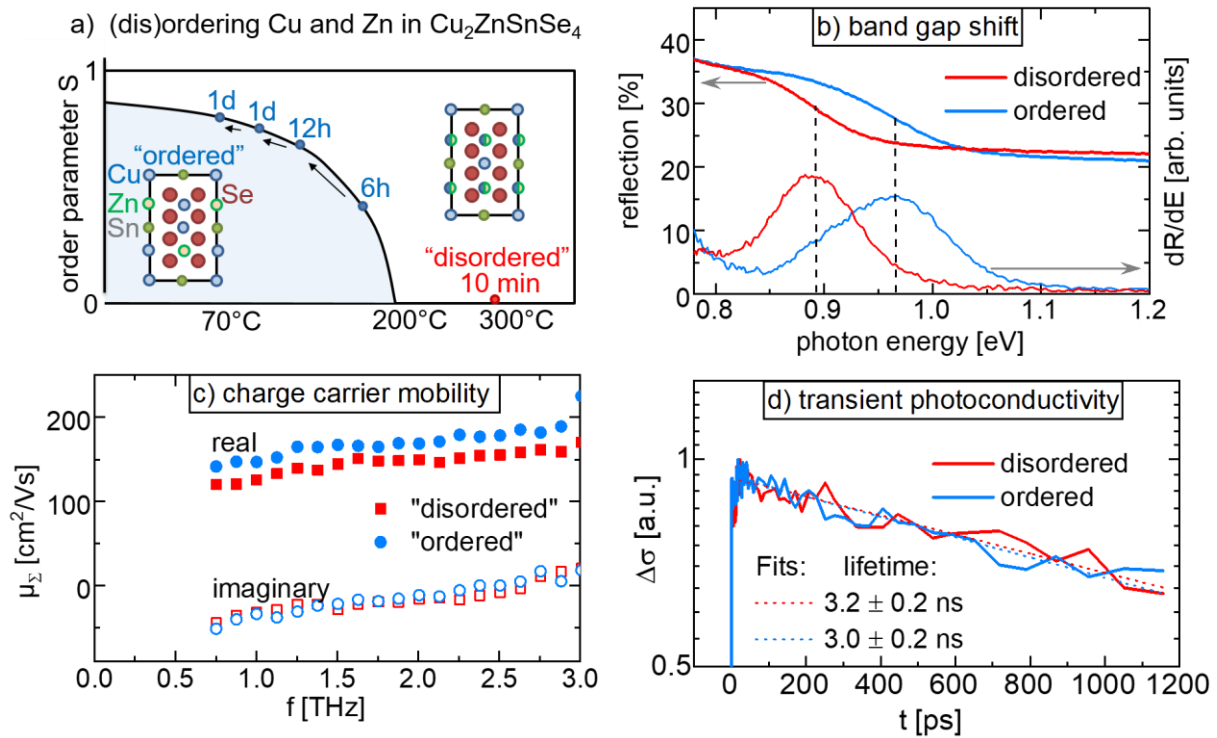 a) (dis)ordering Cu and Zn in Cu₂ZnSnSe₄
order parameter S
1
0
1d
1d
12h
6h
"ordered"
Cu
Zn
Sn
Se
"disordered"
10 min
70°C
200°C
300°C
b) band gap shift
reflection [%]
40
30
20
10
0
disordered
ordered
dR/dE [arb. units]
0.8
0.9
1.0
1.1
1.2
photon energy [eV]
c) charge carrier mobility
μΣ [cm²/Vs]
200
100
0
real
"disordered"
"ordered"
imaginary
0.0
0.5
1.0
1.5
2.0
2.5
3.0
f [THz]
d) transient photoconductivity
Δσ [a.u.]
1
0.5
disordered
ordered
Fits: lifetime:
3.2 ± 0.2 ns
3.0 ± 0.2 ns
0
200
400
600
800
1000
1200
t [ps]